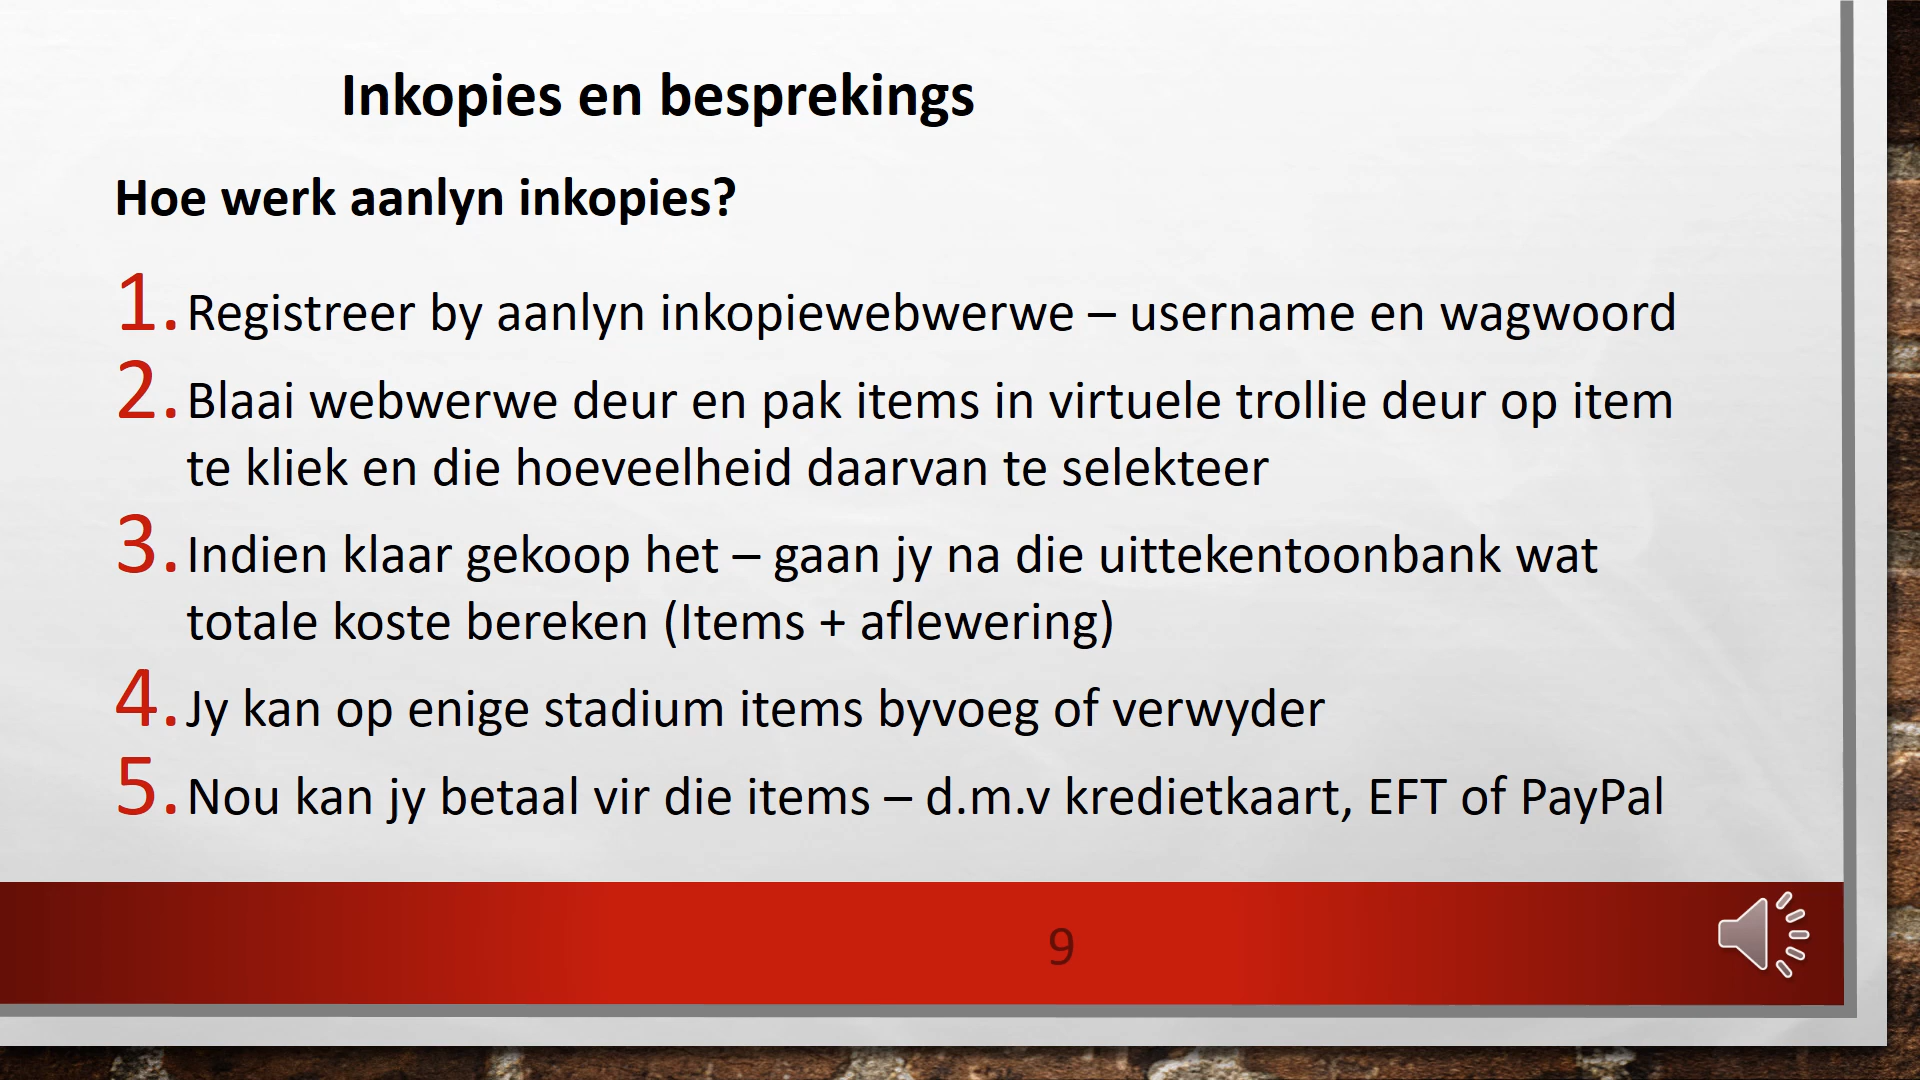 Inkopies en besprekings
Hoe werk aanlyn inkopies?
1. Registreer by aanlyn inkopiewebwerwe – username en wagwoord
2. Blaai webwerwe deur en pak items in virtuele trollie deur op item
te kliek en die hoeveelheid daarvan te selekteer
3. Indien klaar gekoop het – gaan jy na die uittekentoonbank wat
totale koste bereken (Items + aflewering)
4. Jy kan op enige stadium items byvoeg of verwyder
5. Nou kan jy betaal vir die items – d.m.v kredietkaart, EFT of PayPal
9